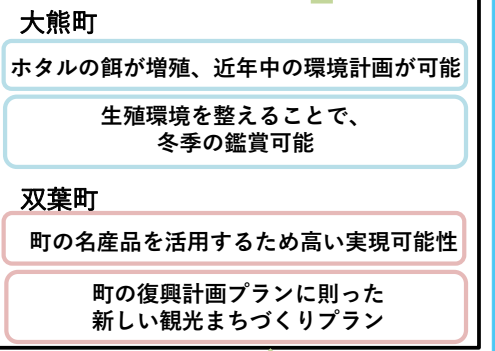 大熊町
ホタルの餌が増殖、近年中の環境計画が可能
生殖環境を整えることで、
冬季の鑑賞可能
双葉町
町の名産品を活用するため高い実現可能性
町の復興計画プランに則った
新しい観光まちづくりプラン